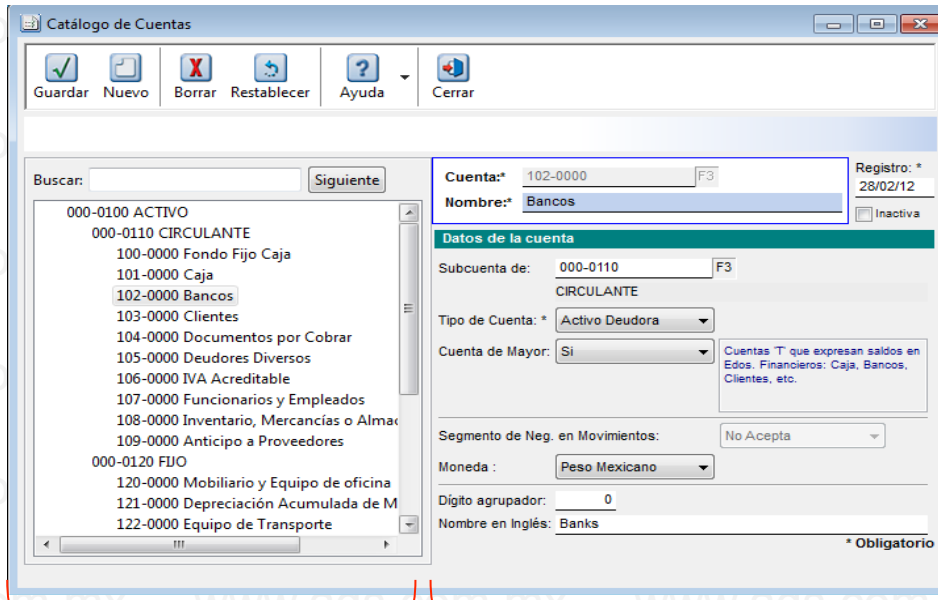 Catálogo de Cuentas
Guardar Nuevo Borrar Restablecer Ayuda Cerrar
Buscar: Siguiente
000-0100 ACTIVO
000-0110 CIRCULANTE
100-0000 Fondo Fijo Caja
101-0000 Caja
102-0000 Bancos
103-0000 Clientes
104-0000 Documentos por Cobrar
105-0000 Deudores Diversos
106-0000 IVA Acreditable
107-0000 Funcionarios y Empleados
108-0000 Inventario, Mercancías o Almac
109-0000 Anticipo a Proveedores
000-0120 FIJO
120-0000 Mobiliario y Equipo de oficina
121-0000 Depreciación Acumulada de M
122-0000 Equipo de Transporte
Cuenta:* 102-0000 F3
Nombre:* Bancos
Registro: *
28/02/12
Inactiva
Datos de la cuenta
Subcuenta de: 000-0110 F3
CIRCULANTE
Tipo de Cuenta: * Activo Deudora
Cuenta de Mayor: Si
Cuentas 'T' que expresan saldos en
Edos. Financieros: Caja, Bancos,
Clientes, etc.
Segmento de Neg. en Movimientos: No Acepta
Moneda : Peso Mexicano
Dígito agrupador: 0
Nombre en Inglés: Banks
* Obligatorio